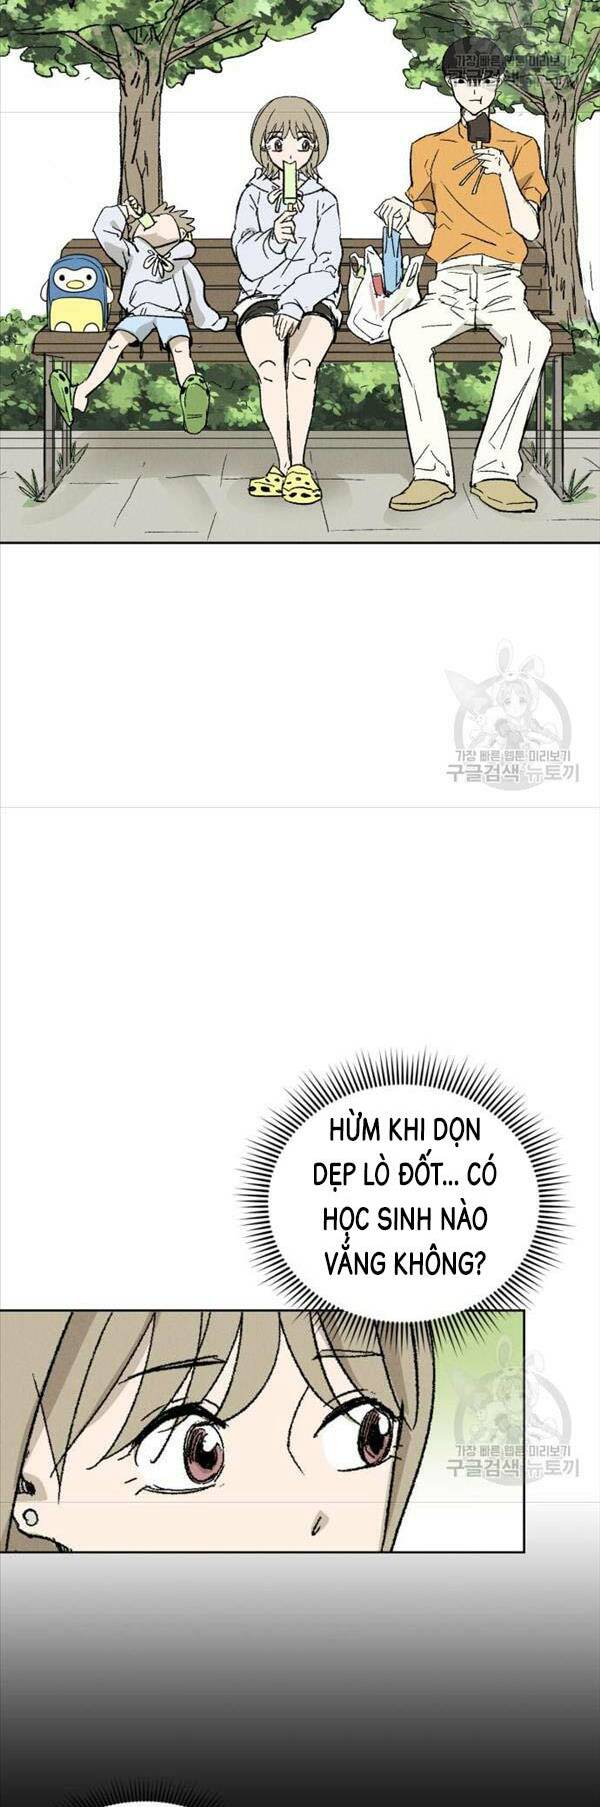 가장 빠른 웹툰 미리보기
구글검색
가장 빠른 웹툰 미리보기
구글검색 뉴토끼
HỪM KHI DỌN
DẸP LÒ ĐỐT... CÓ
HỌC SINH NÀO
VẮNG KHÔNG?
가장 빠른 웹툰 미리보기
구글검색 뉴토끼